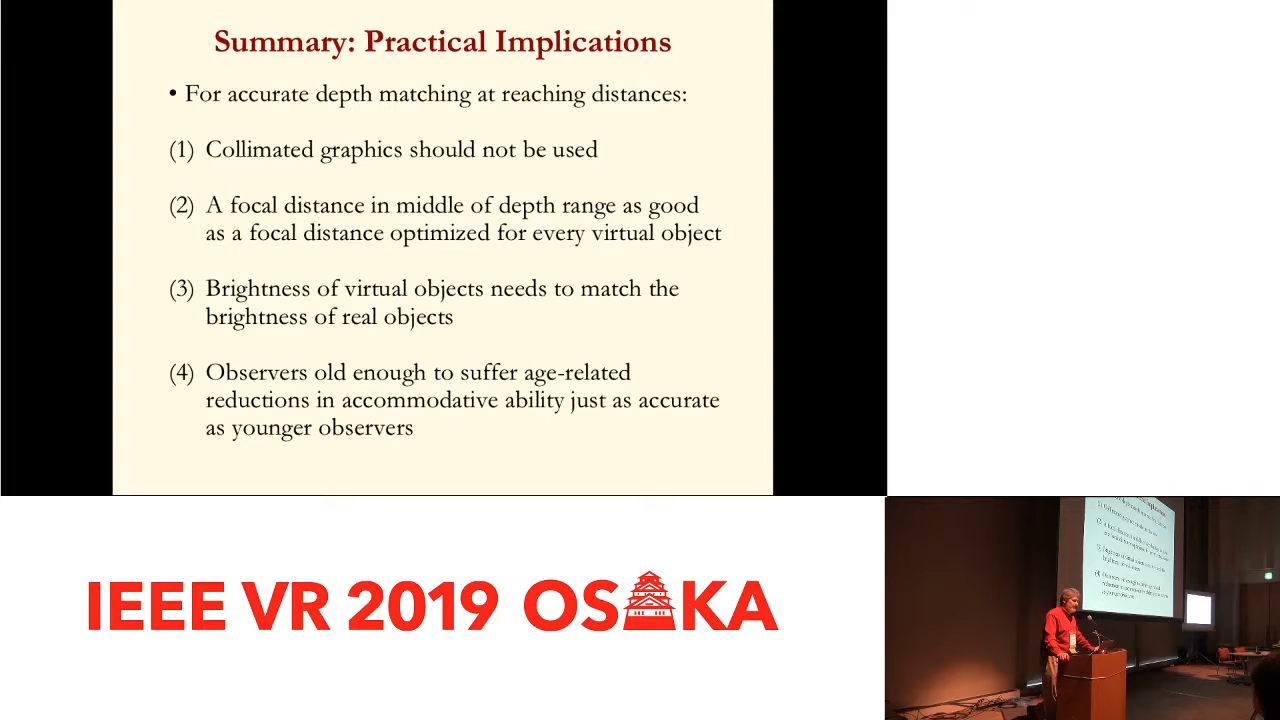 Summary: Practical Implications
• For accurate depth matching at reaching distances:
(1) Collimated graphics should not be used
(2) A focal distance in middle of depth range as good
as a focal distance optimized for every virtual object
(3) Brightness of virtual objects needs to match the
brightness of real objects
(4) Observers old enough to suffer age-related
reductions in accommodative ability just as accurate
as younger observers
IEEE VR 2019 OSAKA